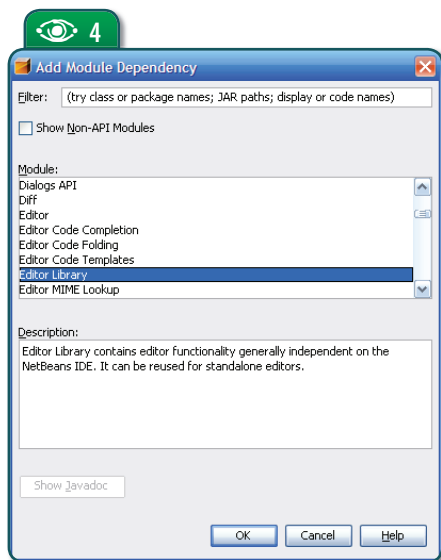 4
Add Module Dependency
Filter: (try class or package names; JAR paths; display or code names)
Show Non-API Modules
Module:
Dialogs API
Diff
Editor
Editor Code Completion
Editor Code Folding
Editor Code Templates
Editor Library
Editor MIME Lookup
Description:
Editor Library contains editor functionality generally independent on the
NetBeans IDE. It can be reused for standalone editors.
Show Javadoc
OK Cancel Help